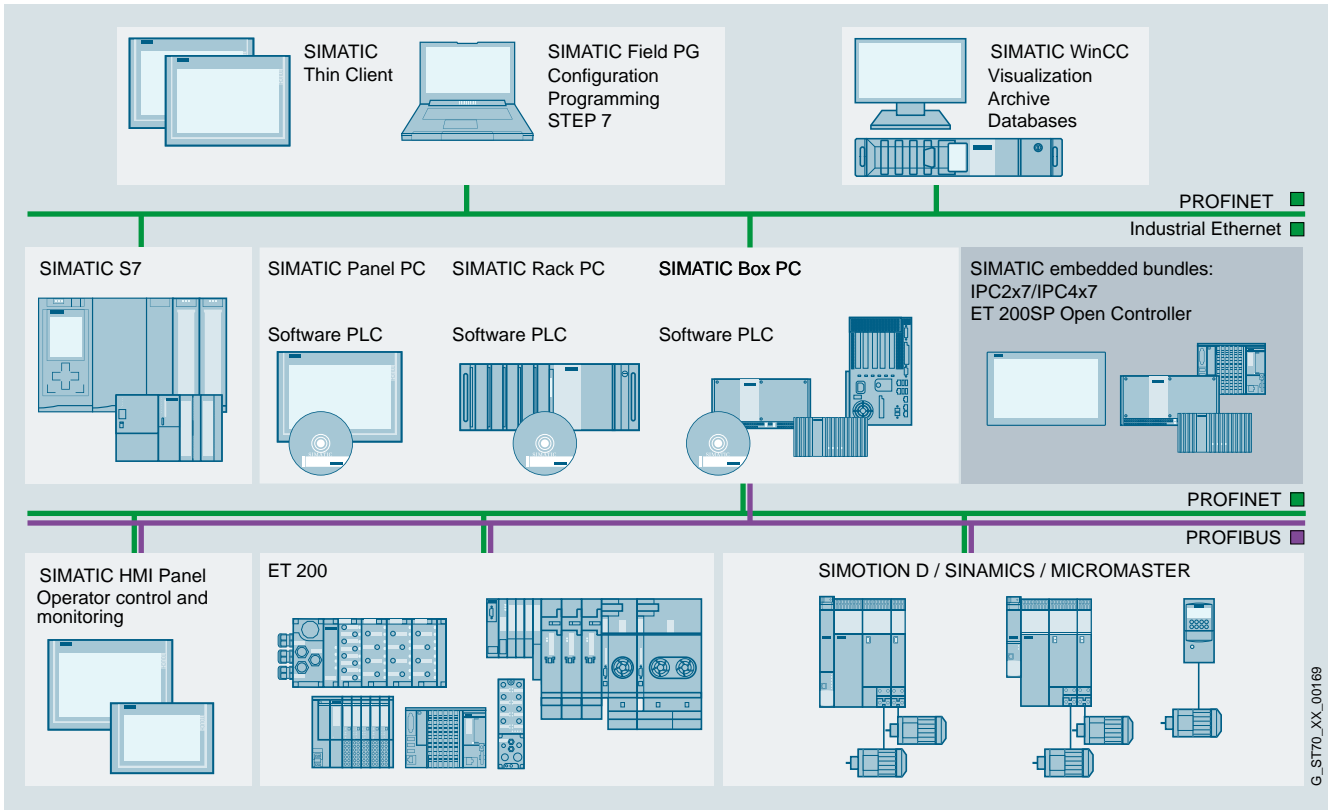 SIMATIC
Thin Client
SIMATIC Field PG
Configuration
Programming
STEP 7
SIMATIC WinCC
Visualization
Archive
Databases
PROFINET
Industrial Ethernet
SIMATIC S7
SIMATIC Panel PC
Software PLC
SIMATIC Rack PC
Software PLC
SIMATIC Box PC
Software PLC
SIMATIC embedded bundles:
IPC2x7/IPC4x7
ET 200SP Open Controller
PROFINET
PROFIBUS
SIMATIC HMI Panel
Operator control and
monitoring
ET 200
SIMOTION D / SINAMICS / MICROMASTER
G_ST70_XX_00169